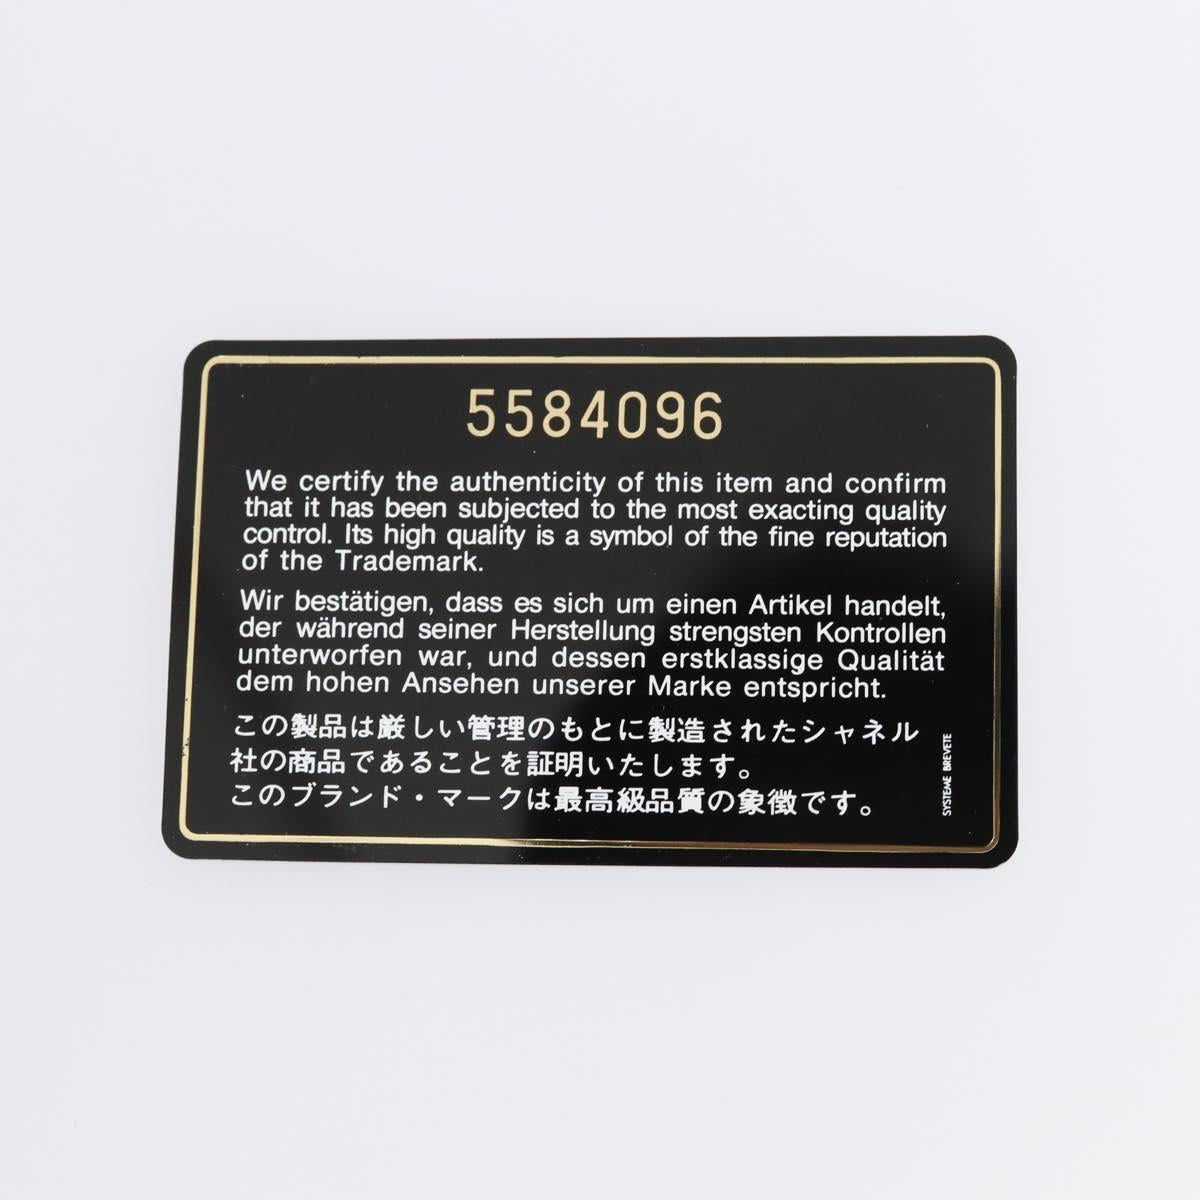 5584096
We certify the authenticity of this item and confirm
that it has been subjected to the most exacting quality
control. Its high quality is a symbol of the fine reputation
of the Trademark.
Wir bestätigen, dass es sich um einen Artikel handelt,
der während seiner Herstellung strengsten Kontrollen
unterworfen war, und dessen erstklassige Qualität
dem hohen Ansehen unserer Marke entspricht.
この製品は厳しい管理のもとに製造されたシャネル
社の商品であることを証明いたします。
このブランド・マークは最高級品質の象徴です。
SYSTEME BREVETE